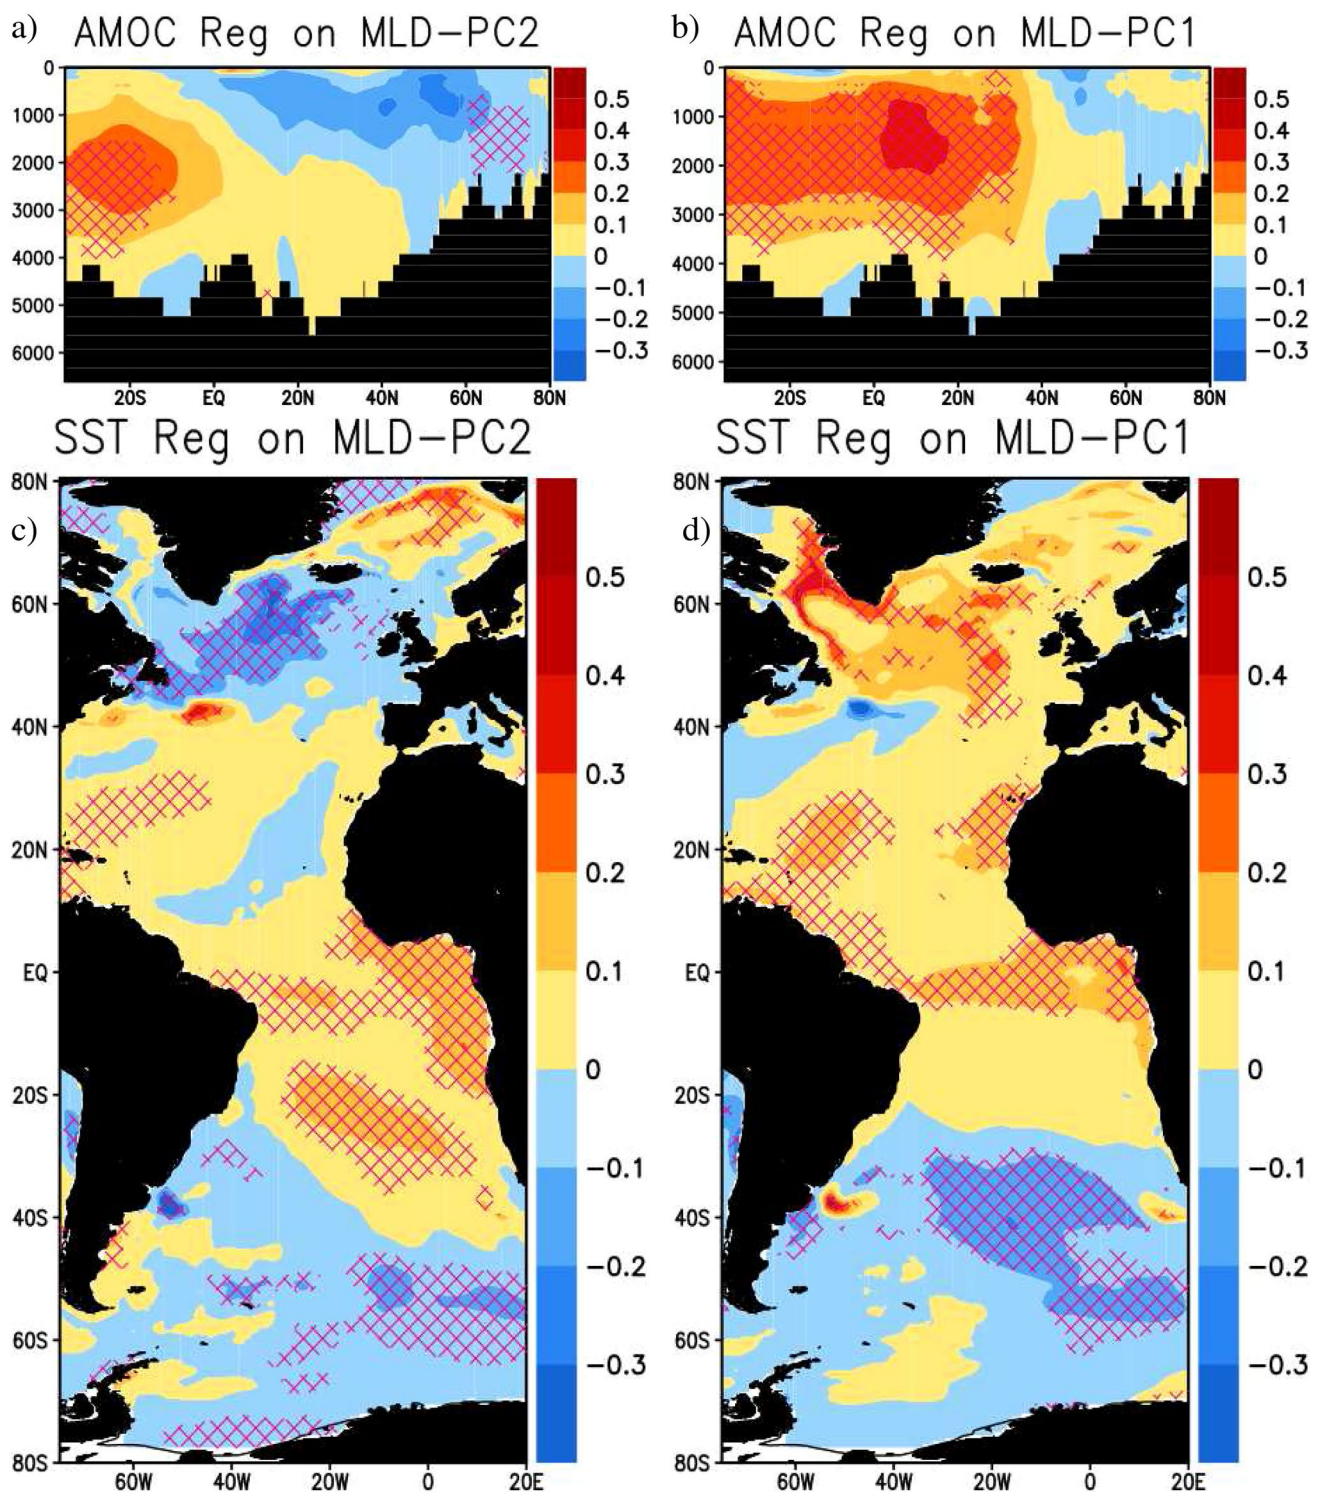 a) AMOC Reg on MLD-PC2
0
1000
2000
3000
4000
5000
6000
20S EQ 20N 40N 60N 80N
0.5
0.4
0.3
0.2
0.1
0
-0.1
-0.2
-0.3
b) AMOC Reg on MLD-PC1
0
1000
2000
3000
4000
5000
6000
20S EQ 20N 40N 60N 80N
0.5
0.4
0.3
0.2
0.1
0
-0.1
-0.2
-0.3
SST Reg on MLD-PC2
c)
80N
60N
40N
20N
EQ
20S
40S
60S
80S
60W 40W 20W 0 20E
0.5
0.4
0.3
0.2
0.1
0
-0.1
-0.2
-0.3
SST Reg on MLD-PC1
d)
80N
60N
40N
20N
EQ
20S
40S
60S
80S
60W 40W 20W 0 20E
0.5
0.4
0.3
0.2
0.1
0
-0.1
-0.2
-0.3